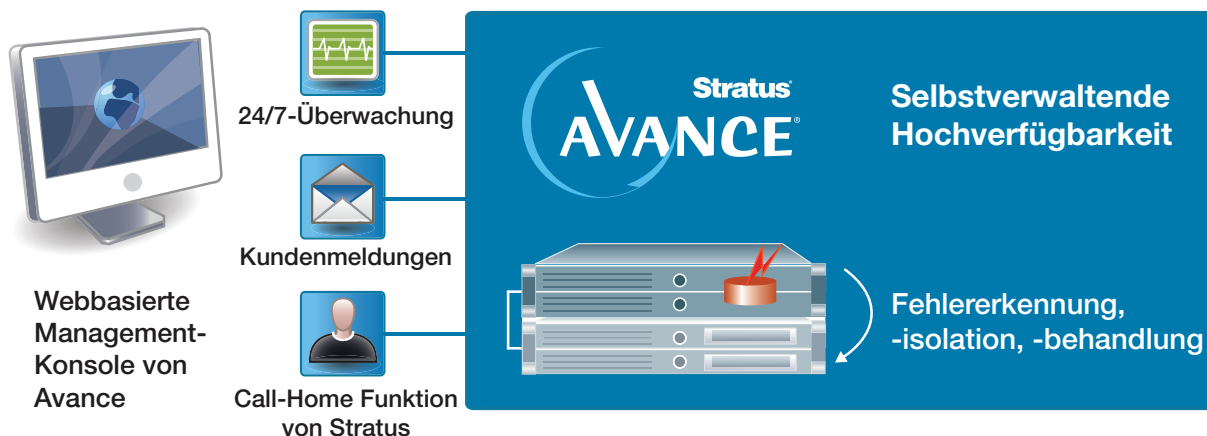 Webbasierte
Management-
Konsole von
Avance
24/7-Überwachung
Kundenmeldungen
Call-Home Funktion
von Stratus
Stratus®
AVANCE®
Selbstverwaltende
Hochverfügbarkeit
Fehlererkennung,
-isolation, -behandlung